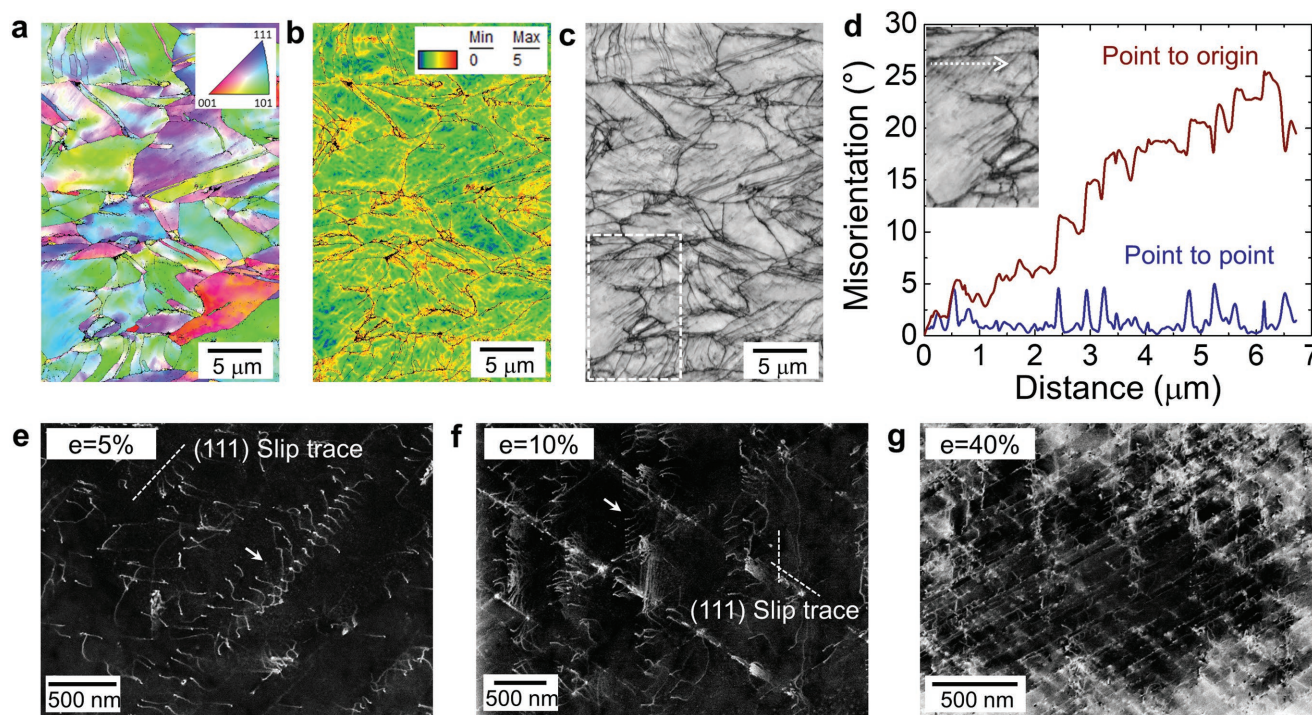 a
111
001
101
5 μm
b
Min Max
0 5
5 μm
c
5 μm
d
Misorientation (°)
30
25
20
15
10
5
0
Point to origin
Point to point
0 1 2 3 4 5 6 7
Distance (μm)
e
e=5%
(111) Slip trace
500 nm
f
e=10%
(111) Slip trace
500 nm
g
e=40%
500 nm